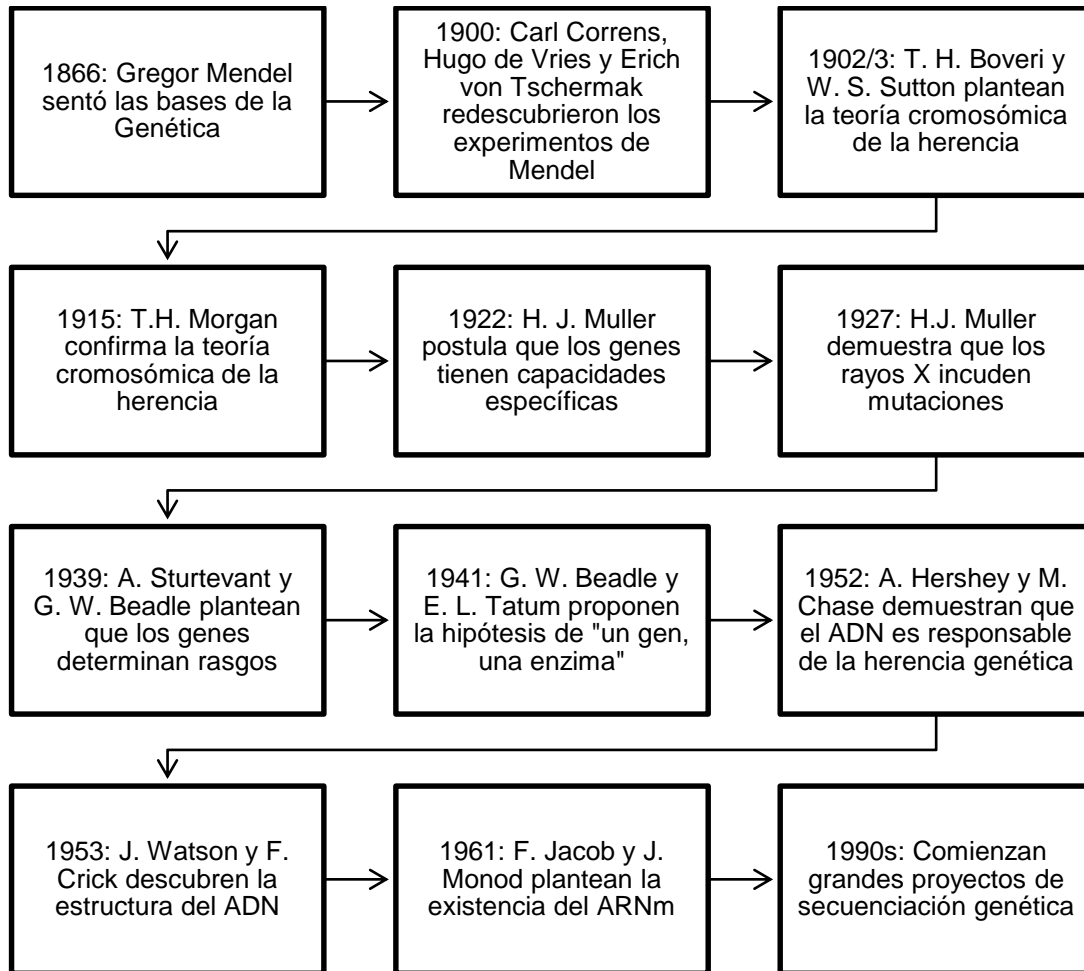 1866: Gregor Mendel
sentó las bases de la
Genética
1900: Carl Correns,
Hugo de Vries y Erich
von Tschermak
redescubrieron los
experimentos de
Mendel
1902/3: T. H. Boveri y
W. S. Sutton plantean
la teoría cromosómica
de la herencia
1915: T.H. Morgan
confirma la teoría
cromosómica de la
herencia
1922: H. J. Muller
postula que los genes
tienen capacidades
específicas
1927: H.J. Muller
demuestra que los
rayos X incuden
mutaciones
1939: A. Sturtevant y
G. W. Beadle plantean
que los genes
determinan rasgos
1941: G. W. Beadle y
E. L. Tatum proponen
la hipótesis de "un gen,
una enzima"
1952: A. Hershey y M.
Chase demuestran que
el ADN es responsable
de la herencia genética
1953: J. Watson y F.
Crick descubren la
estructura del ADN
1961: F. Jacob y J.
Monod plantean la
existencia del ARNm
1990s: Comienzan
grandes proyectos de
secuenciación genética